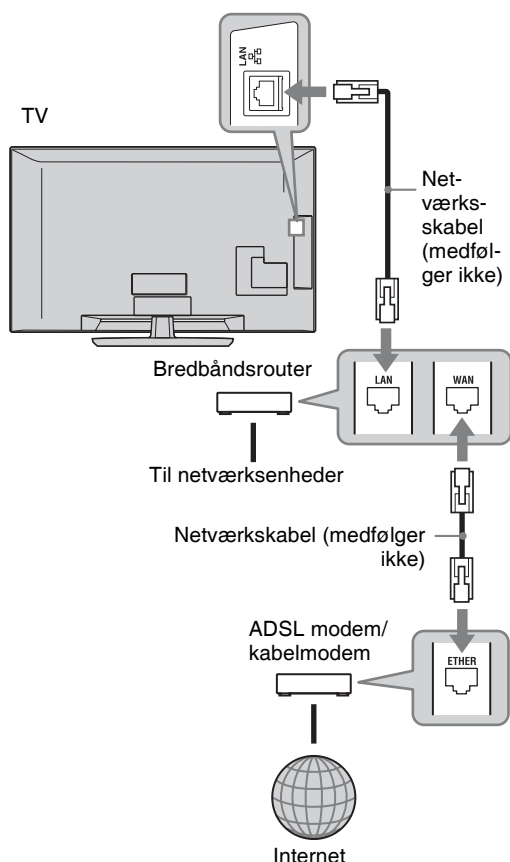 LAN
TV
Net-
værks-
skabel
(medføl-
ger ikke)
Bredbåndsrouter
LAN
WAN
Til netværksenheder
Netværkskabel (medfølger
ikke)
ADSL modem/
kabelmodem
ETHER
Internet